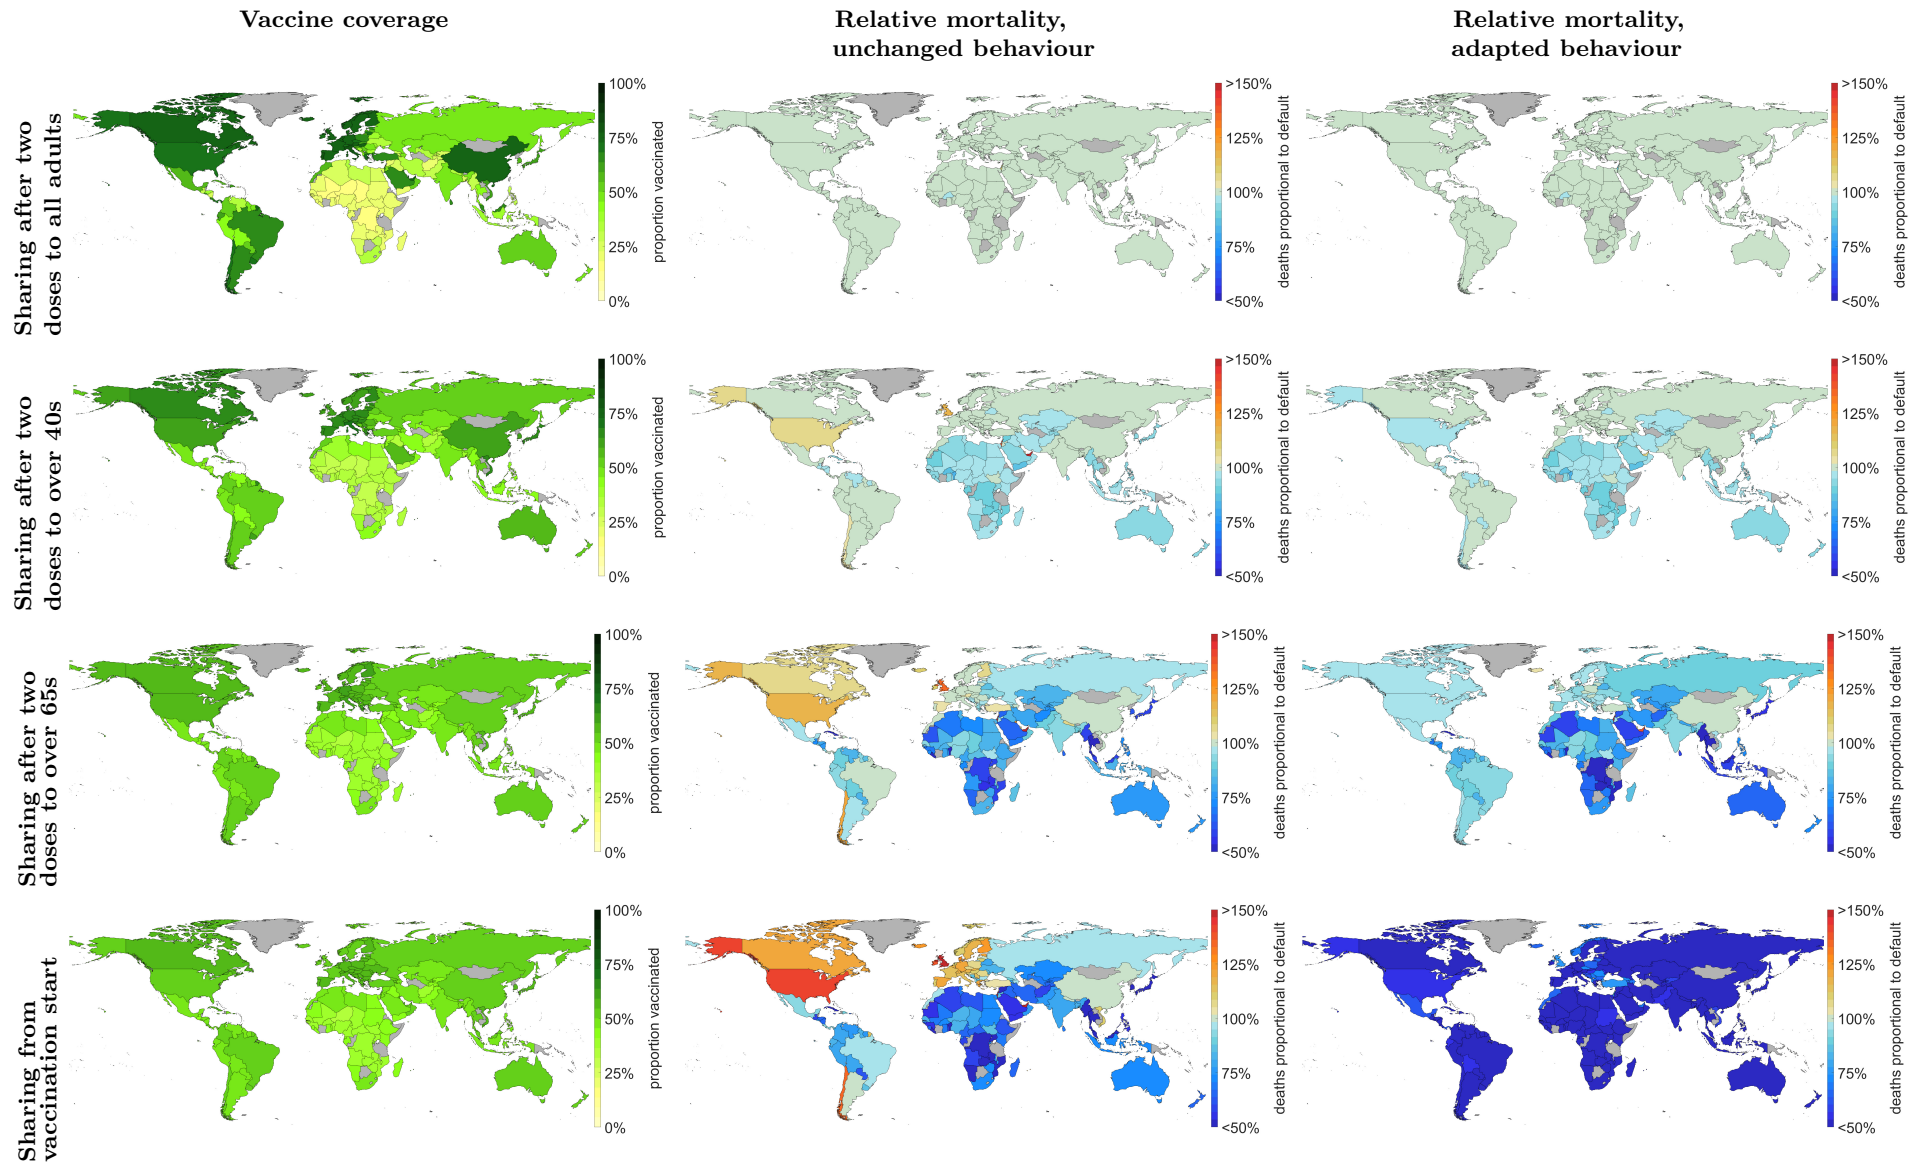 Vaccine coverage
Relative mortality,
unchanged behaviour
Relative mortality,
adapted behaviour
Sharing after two
doses to all adults
100%
75%
50%
25%
0%
proportion vaccinated
>150%
125%
100%
75%
<50%
deaths proportional to default
>150%
125%
100%
75%
<50%
deaths proportional to default
Sharing after two
doses to over 40s
100%
75%
50%
25%
0%
proportion vaccinated
>150%
125%
100%
75%
<50%
deaths proportional to default
>150%
125%
100%
75%
<50%
deaths proportional to default
Sharing after two
doses to over 65s
100%
75%
50%
25%
0%
proportion vaccinated
>150%
125%
100%
75%
<50%
deaths proportional to default
>150%
125%
100%
75%
<50%
deaths proportional to default
Sharing from
vaccination start
100%
75%
50%
25%
0%
proportion vaccinated
>150%
125%
100%
75%
<50%
deaths proportional to default
>150%
125%
100%
75%
<50%
deaths proportional to default